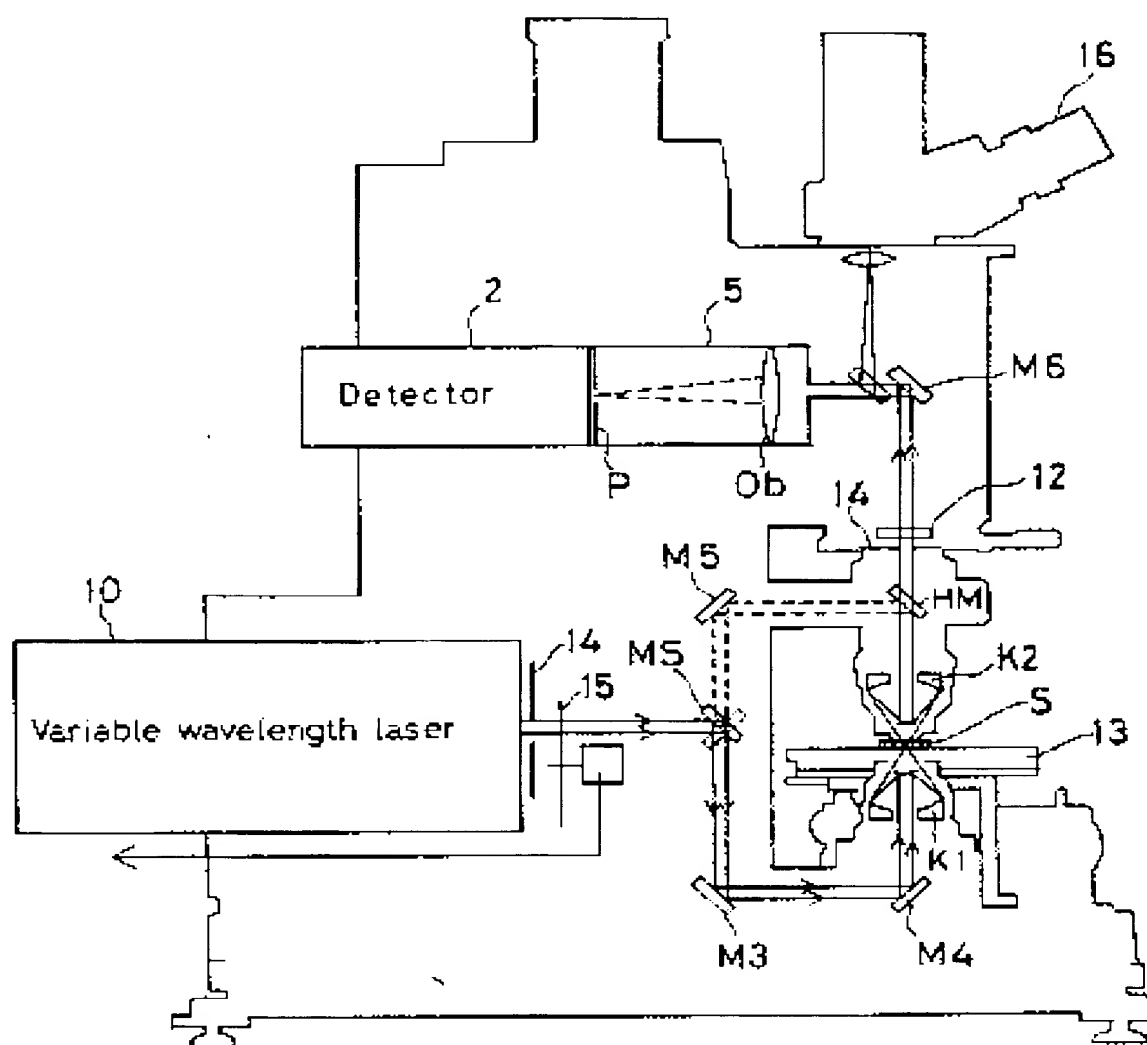 16
2
5
Detector
M6
P
Ob
12
14
M5
HM
10
14
M5
15
K2
S
Variable wavelength laser
13
K1
M3
M4